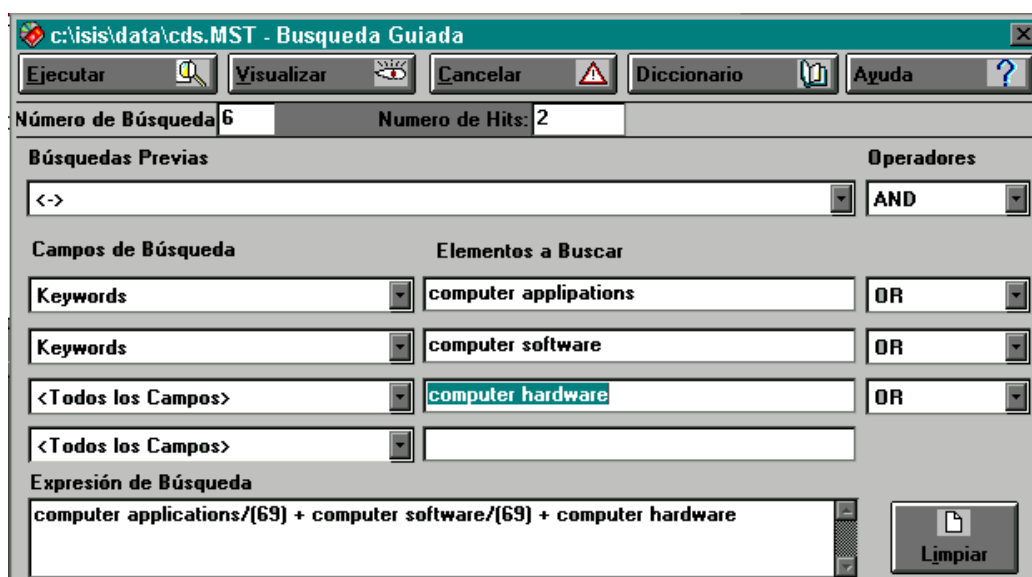 c:\isis\data\cds.MST - Busqueda Guiada
Ejecutar Visualizar Cancelar Diccionario Ayuda
Número de Búsqueda 6 Numero de Hits: 2
Búsquedas Previas Operadores
<-> AND
Campos de Búsqueda Elementos a Buscar
Keywords computer applipations OR
Keywords computer software OR
<Todos los Campos> computer hardware OR
<Todos los Campos>
Expresión de Búsqueda
computer applications/(69) + computer software/(69) + computer hardware
Limpiar